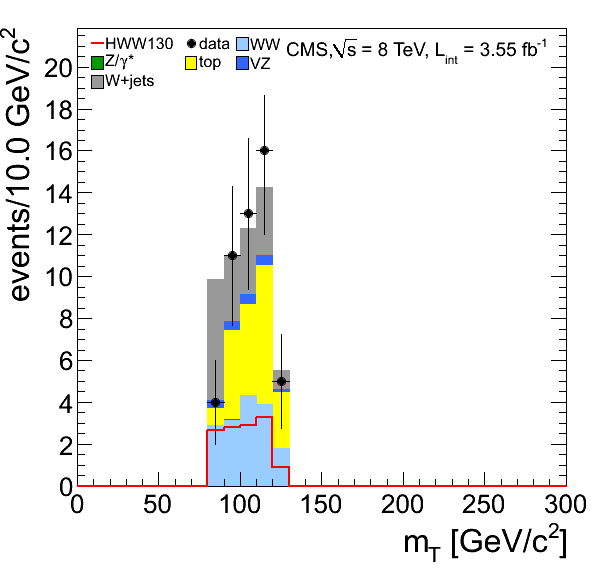 HWW130 data WW CMS,√s = 8 TeV, L_int = 3.55 fb⁻¹
Z/γ* top VZ
W+jets
events/10.0 GeV/c²
20
18
16
14
12
10
8
6
4
2
0
0 50 100 150 200 250 300
m_T [GeV/c²]